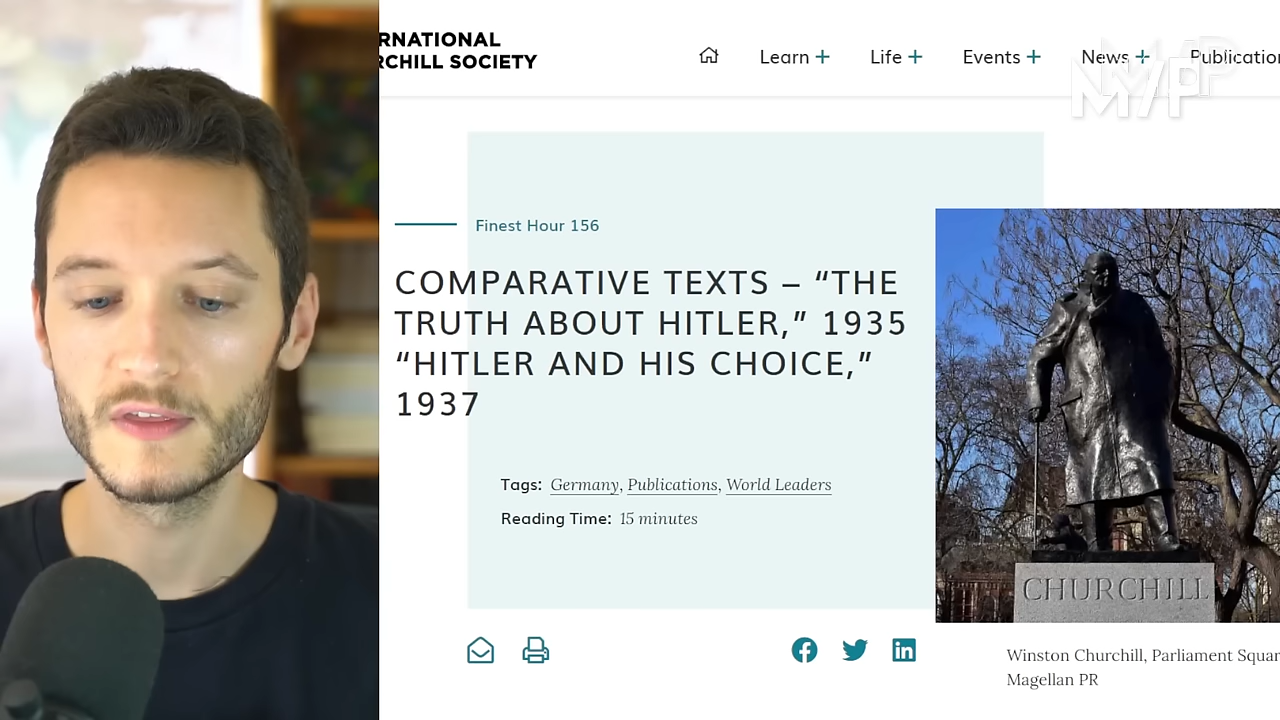 RNATIONAL
RCHILL SOCIETY
Learn +
Life +
Events +
News +
Publication
Finest Hour 156
COMPARATIVE TEXTS – “THE
TRUTH ABOUT HITLER,” 1935
“HITLER AND HIS CHOICE,”
1937
Tags: Germany, Publications, World Leaders
Reading Time: 15 minutes
CHURCHILL
Winston Churchill, Parliament Squar
Magellan PR